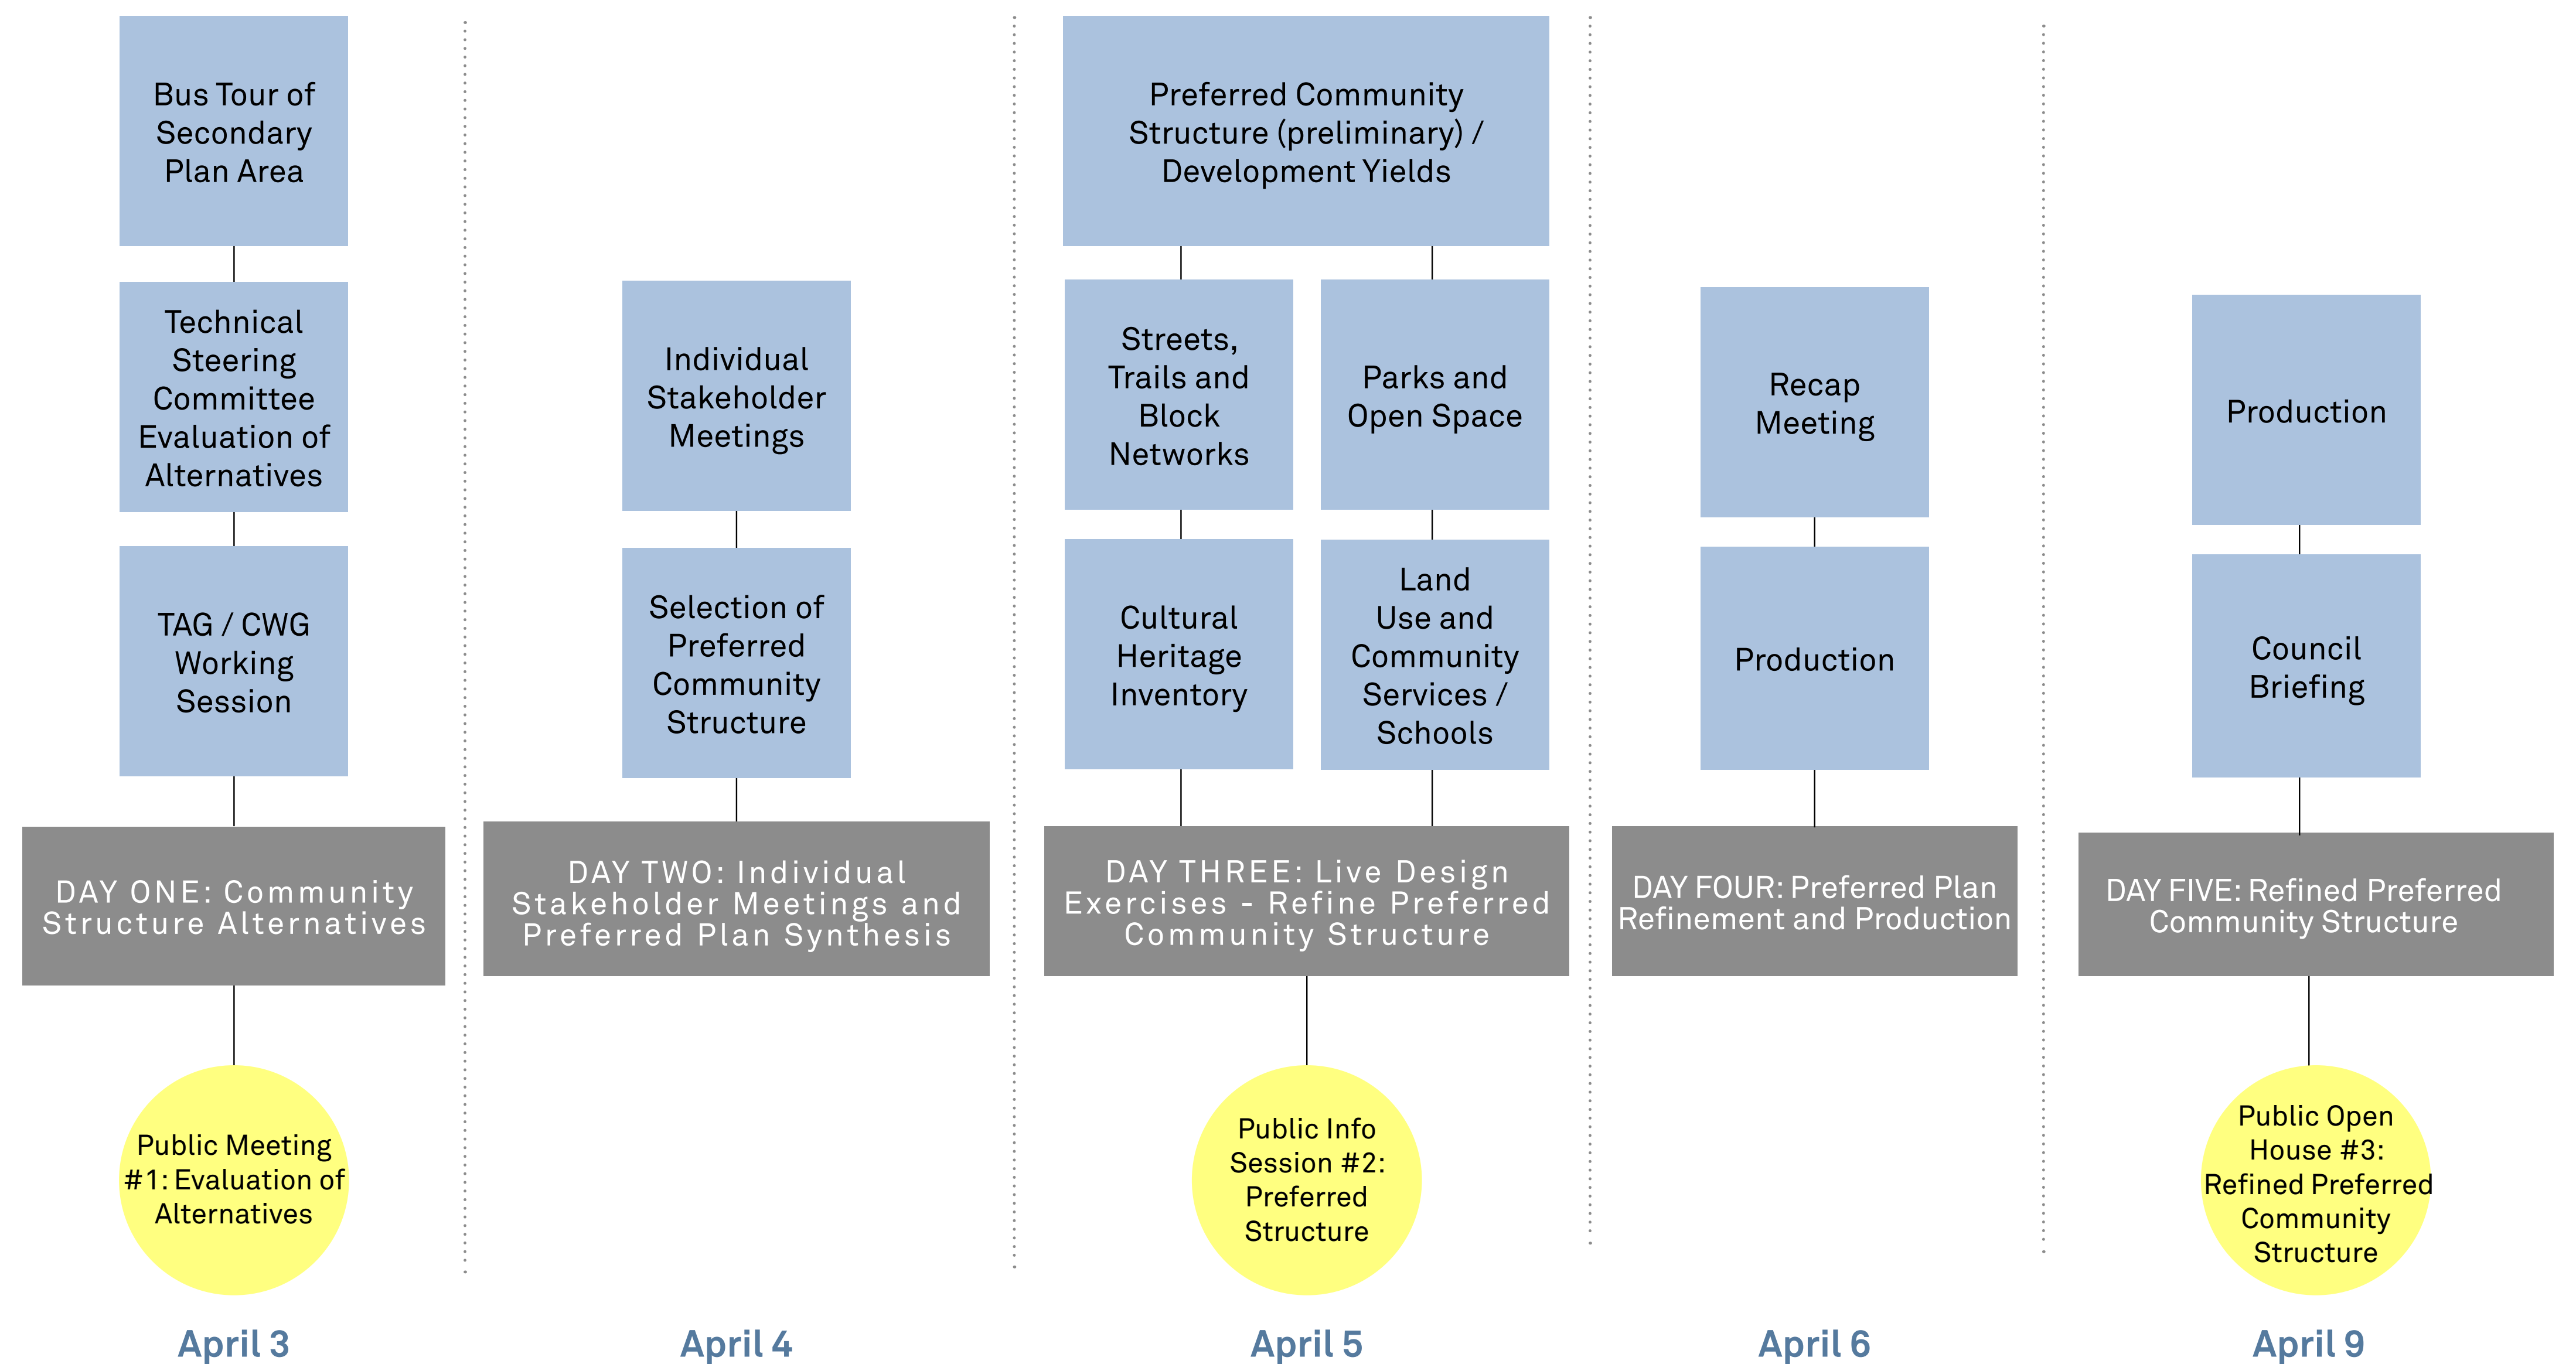 Bus Tour of
Secondary
Plan Area
Technical
Steering
Committee
Evaluation of
Alternatives
TAG / CWG
Working
Session
DAY ONE: Community
Structure Alternatives
Public Meeting
#1: Evaluation of
Alternatives
April 3
Individual
Stakeholder
Meetings
Selection of
Preferred
Community
Structure
DAY TWO: Individual
Stakeholder Meetings and
Preferred Plan Synthesis
April 4
Preferred Community
Structure (preliminary) /
Development Yields
Streets,
Trails and
Block
Networks
Parks and
Open Space
Cultural
Heritage
Inventory
Land
Use and
Community
Services /
Schools
DAY THREE: Live Design
Exercises - Refine Preferred
Community Structure
Public Info
Session #2:
Preferred
Structure
April 5
Recap
Meeting
Production
DAY FOUR: Preferred Plan
Refinement and Production
April 6
Production
Council
Briefing
DAY FIVE: Refined Preferred
Community Structure
Public Open
House #3:
Refined Preferred
Community
Structure
April 9